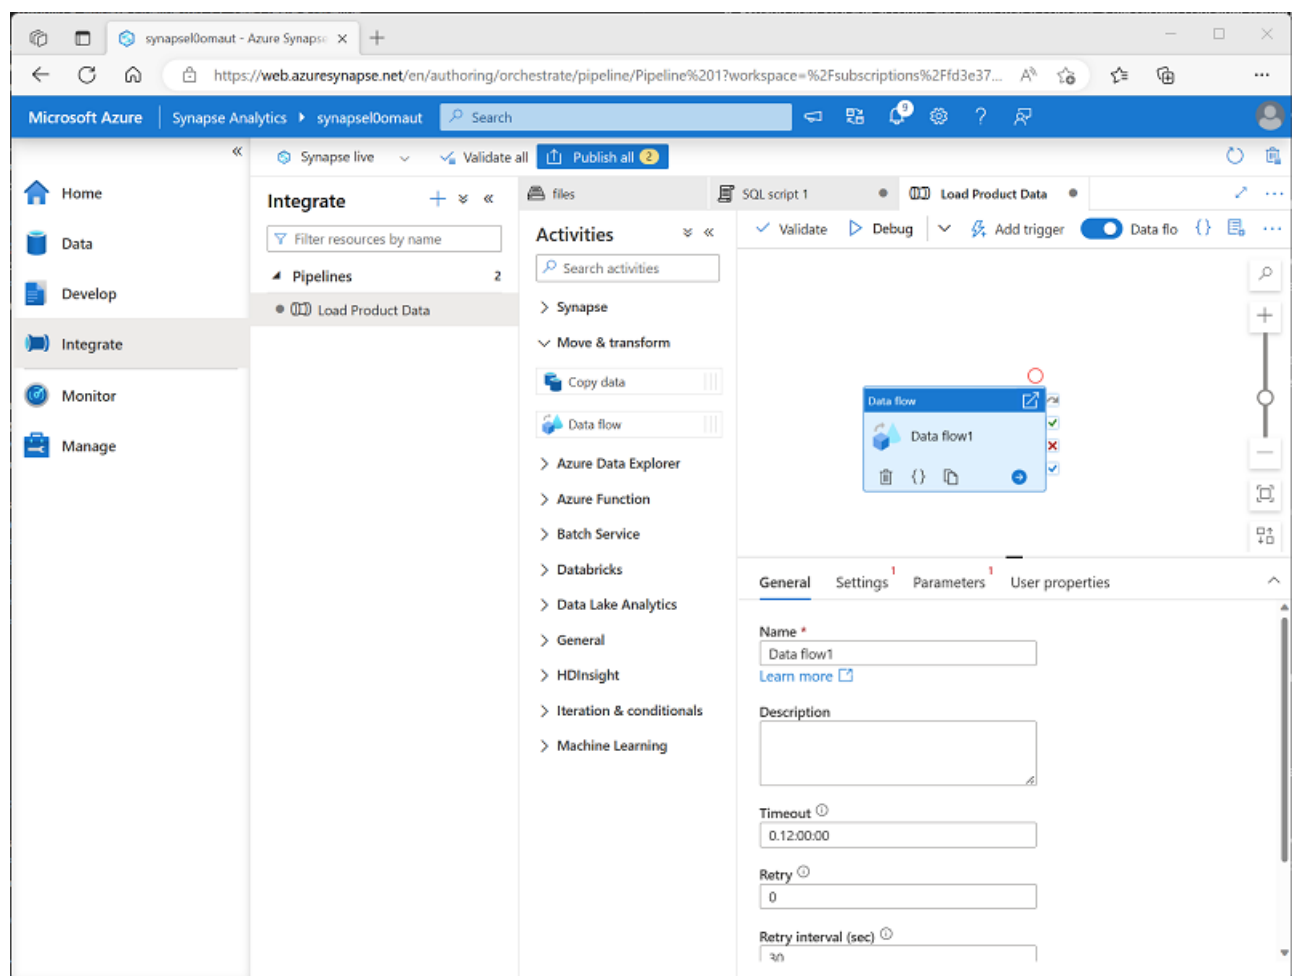 synapsel0omaut - Azure Synapse
https://web.azuresynapse.net/en/authoring/orchestrate/pipeline/Pipeline%201?workspace=%2Fsubscriptions%2Ffd3e37...
Microsoft Azure
Synapse Analytics
synapsel0omaut
Search
9
Synapse live
Validate all
Publish all
2
Home
Data
Develop
Integrate
Monitor
Manage
Integrate
Filter resources by name
Pipelines
2
Load Product Data
files
SQL script 1
Load Product Data
Activities
Search activities
Synapse
Move & transform
Copy data
Data flow
Azure Data Explorer
Azure Function
Batch Service
Databricks
Data Lake Analytics
General
HDInsight
Iteration & conditionals
Machine Learning
Validate
Debug
Add trigger
Data flo
Data flow
Data flow1
General
Settings
1
Parameters
1
User properties
Name *
Data flow1
Learn more
Description
Timeout
0.12:00:00
Retry
0
Retry interval (sec)
30